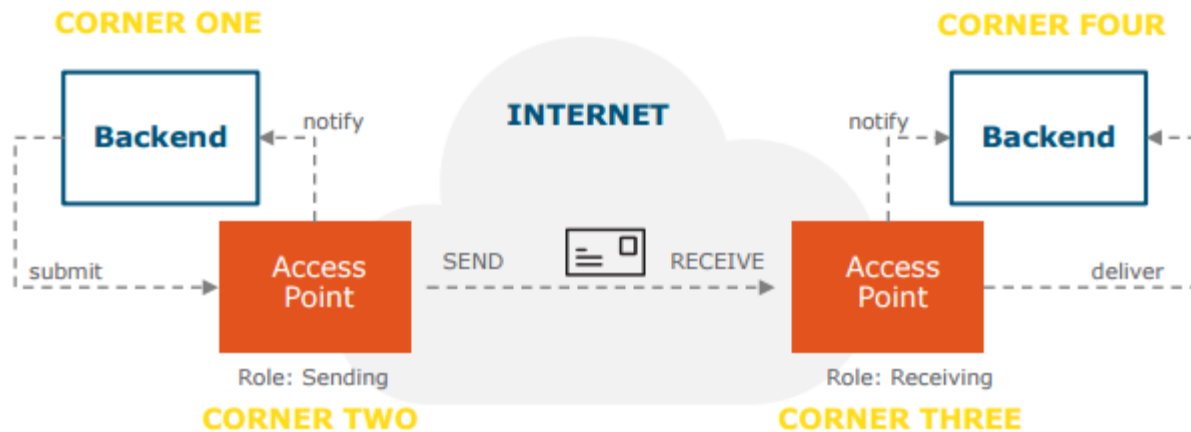 CORNER ONE
CORNER FOUR
Backend
notify
INTERNET
notify
Backend
submit
Access
Point
SEND
RECEIVE
Access
Point
deliver
Role: Sending
Role: Receiving
CORNER TWO
CORNER THREE